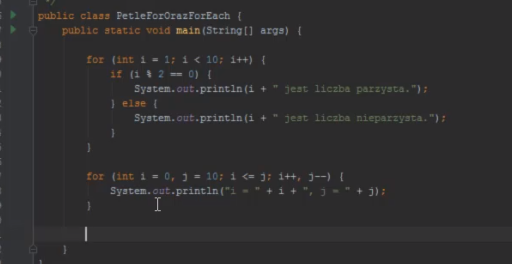 public class PetleForOrazForEach {
public static void main(String[] args) {
for (int i = 1; i < 10; i++) {
if (i % 2 == 0) {
System.out.println(i + " jest liczba parzysta.");
} else {
System.out.println(i + " jest liczba nieparzysta.");
}
}
for (int i = 0, j = 10; i <= j; i++, j--) {
System.out.println("i = " + i + ", j = " + j);
}
}
}